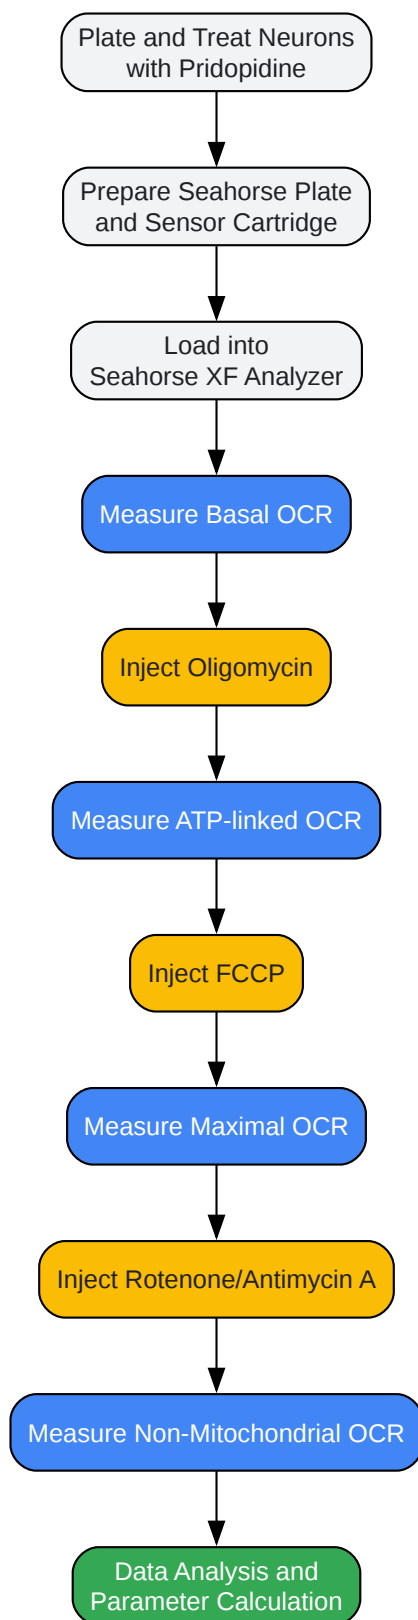 Plate and Treat Neurons
with Pridopidine
Prepare Seahorse Plate
and Sensor Cartridge
Load into
Seahorse XF Analyzer
Measure Basal OCR
Inject Oligomycin
Measure ATP-linked OCR
Inject FCCP
Measure Maximal OCR
Inject Rotenone/Antimycin A
Measure Non-Mitochondrial OCR
Data Analysis and
Parameter Calculation